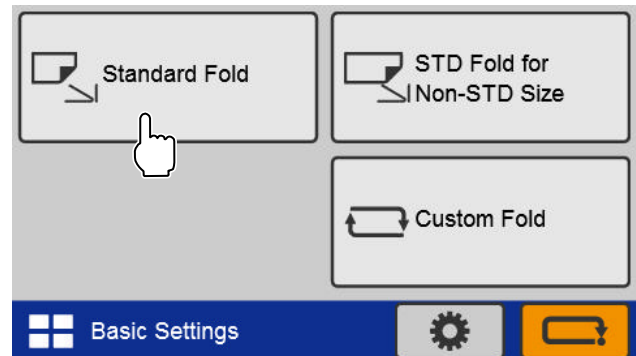 Standard Fold
STD Fold for
Non-STD Size
Custom Fold
Basic Settings